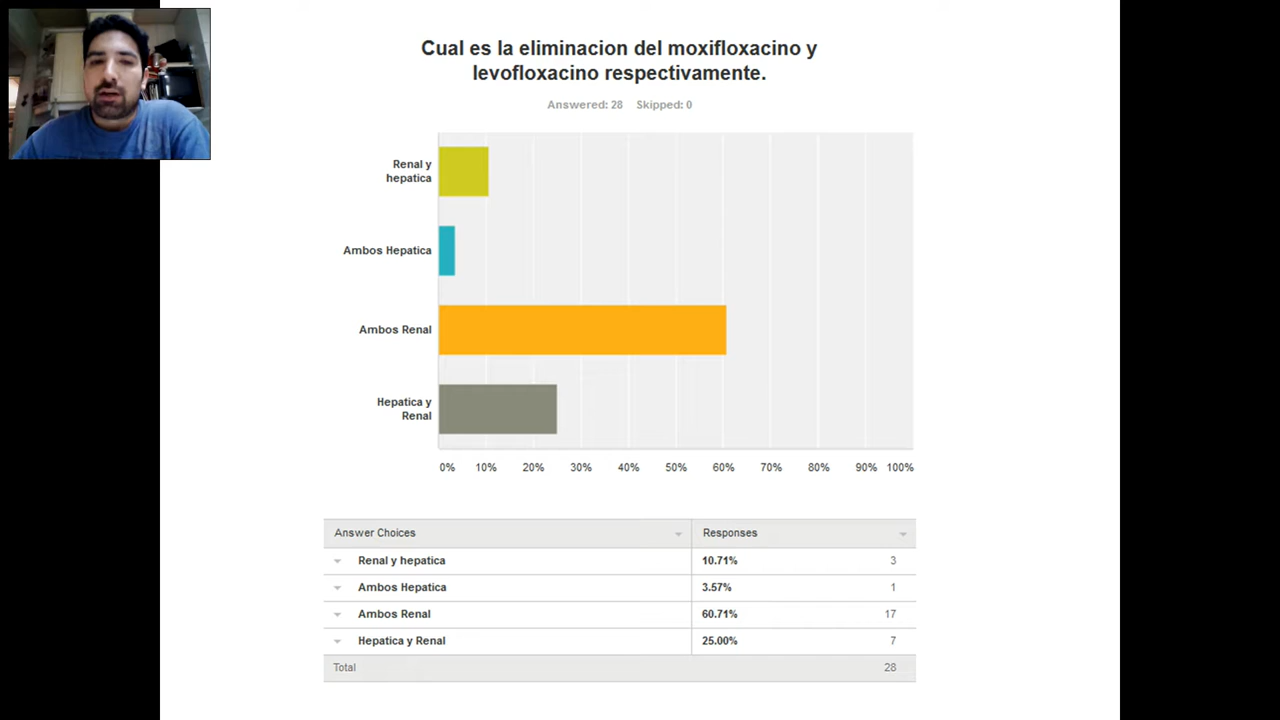 Cual es la eliminacion del moxifloxacino y
levofloxacino respectivamente.
Answered: 28 Skipped: 0
Renal y
hepatica
Ambos Hepatica
Ambos Renal
Hepatica y
Renal
0% 10% 20% 30% 40% 50% 60% 70% 80% 90% 100%
Answer Choices Responses
Renal y hepatica 10.71% 3
Ambos Hepatica 3.57% 1
Ambos Renal 60.71% 17
Hepatica y Renal 25.00% 7
Total 28